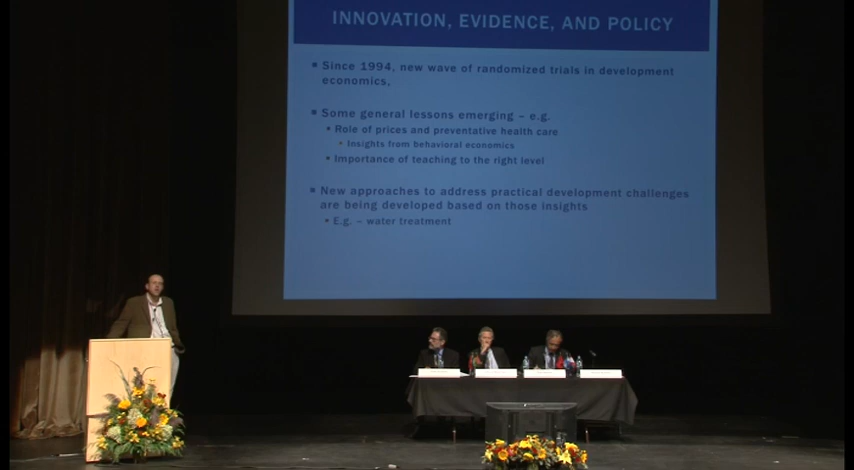 INNOVATION, EVIDENCE, AND POLICY
Since 1994, new wave of randomized trials in development
economics,
Some general lessons emerging – e.g.
Role of prices and preventative health care
Insights from behavioral economics
Importance of teaching to the right level
New approaches to address practical development challenges
are being developed based on those insights
E.g. – water treatment